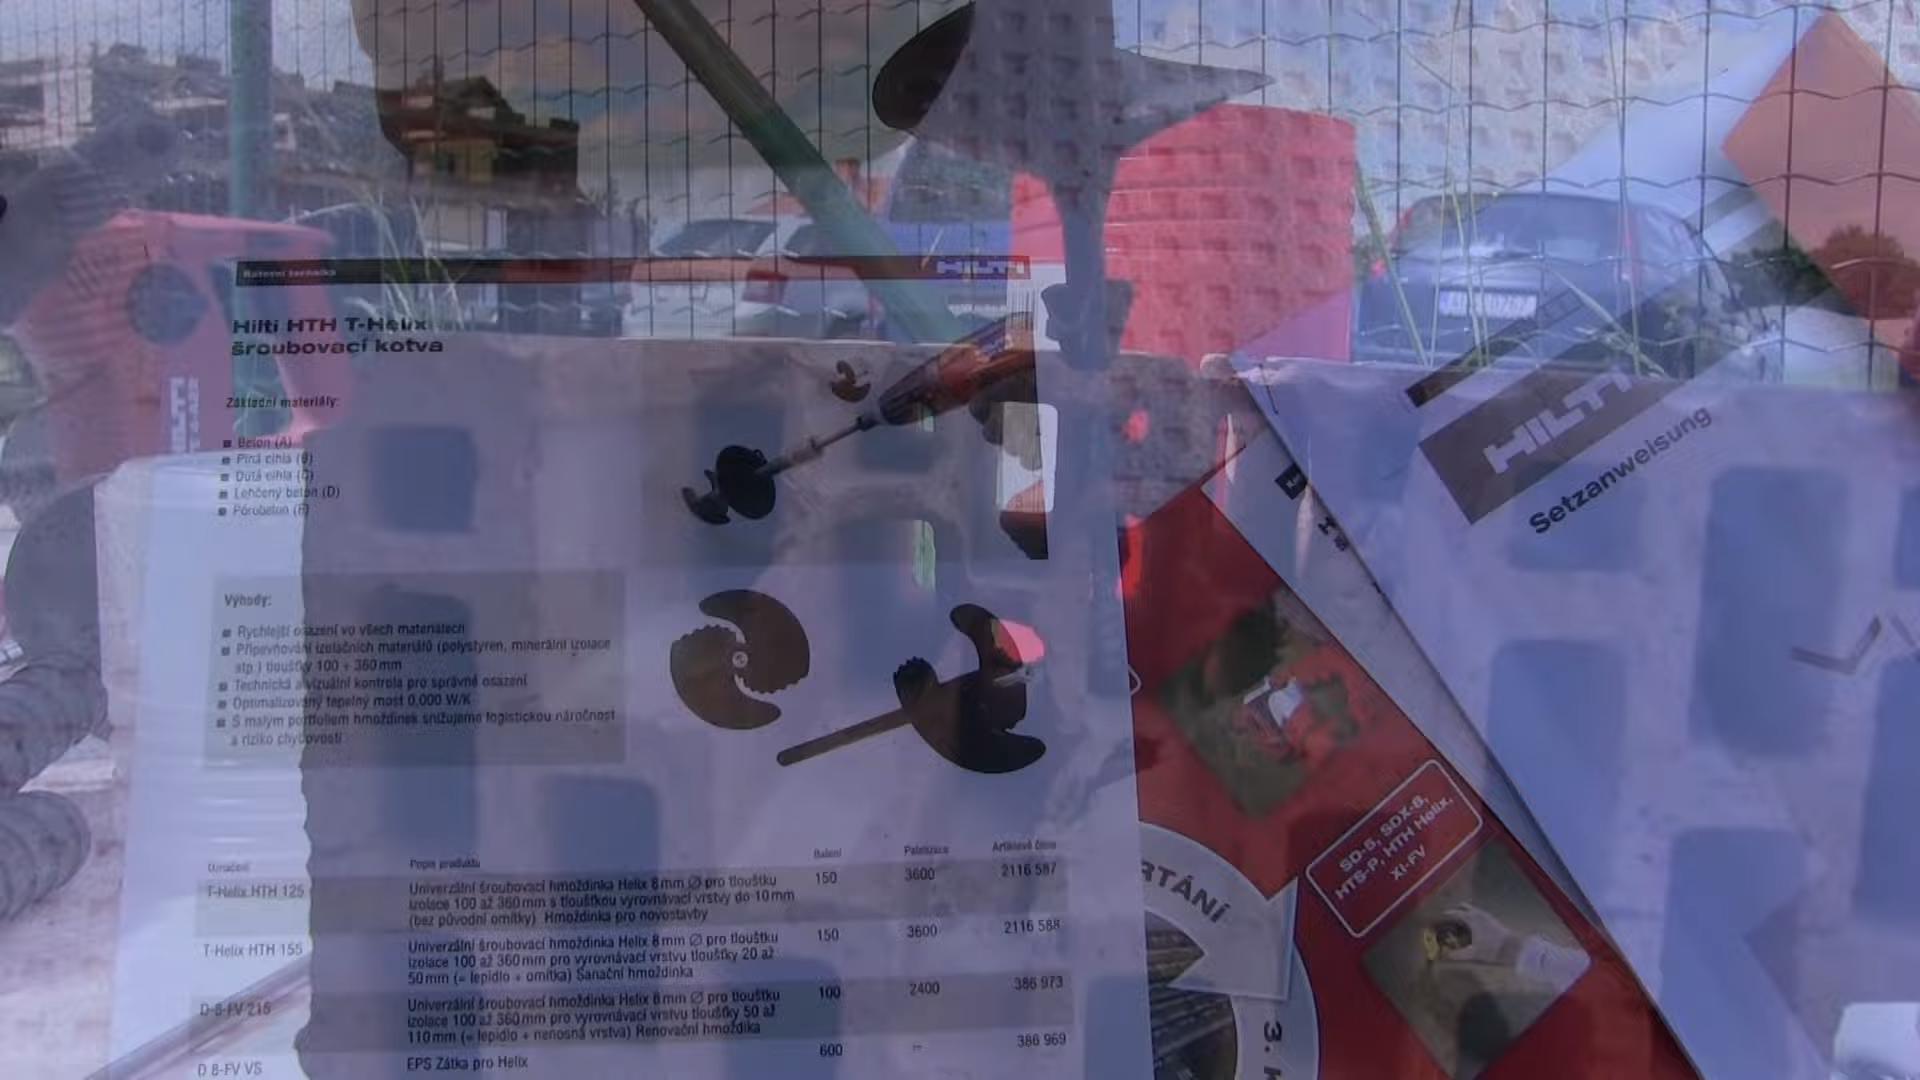 Kotevní technika
HILTI
Hilti HTH T-Helix
šroubovací kotva
Základní materiály:
Beton (A)
Plná cihla (B)
Dutá cihla (C)
Lehčený beton (D)
Pórobeton (E)
Výhody:
Rychlejší osazení vo všech materiálech
Připevňování izolačních materiálů (polystyren, minerální izolace
atp.) tloušťky 100 ÷ 360 mm
Technická a vizuální kontrola pro správné osazení
Optimalizovaný tepelný most 0,000 W/K
S malým portfoliem hmoždinek snižujeme logistickou náročnost
a riziko chybovosti
Označení Popis produktu Balení Paletizace Artiklové číslo
T-Helix HTH 125 Univerzální šroubovací hmoždinka Helix 8 mm Ø pro tloušťku 150 3600 2116 587
izolace 100 až 360 mm s tloušťkou vyrovnávací vrstvy do 10 mm
(bez původní omítky) Hmoždinka pro novostavby
T-Helix HTH 155 Univerzální šroubovací hmoždinka Helix 8 mm Ø pro tloušťku 150 3600 2116 588
izolace 100 až 360 mm pro vyrovnávací vrstvu tloušťky 20 až
50 mm (= lepidlo + omítka) Sanační hmoždinka
D-8-FV 215 Univerzální šroubovací hmoždinka Helix 8 mm Ø pro tloušťku 100 2400 386 973
izolace 100 až 360 mm pro vyrovnávací vrstvu tloušťky 50 až
110 mm (= lepidlo + nenosná vrstva) Renovační hmoždika
D 8-FV VS EPS Zátka pro Helix 600 -- 386 969
HILTI
HILTI
Setzanweisung
SD-5, SDX-8,
HTS-P, HTH Helix,
XI-FV
RTÁNÍ
3.